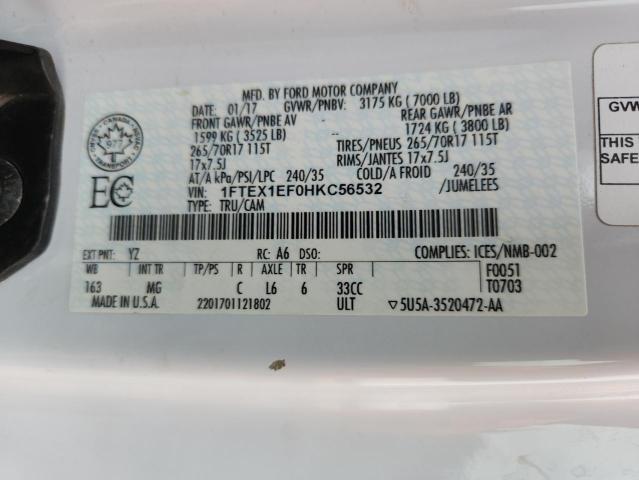 MFD. BY FORD MOTOR COMPANY
DATE: 01/17 GVWR/PNBV: 3175 KG ( 7000 LB)
FRONT GAWR/PNBE AV REAR GAWR/PNBE AR
1599 KG ( 3525 LB) 1724 KG ( 3800 LB)
265/70R17 115T TIRES/PNEUS 265/70R17 115T
17x7.5J RIMS/JANTES 17x7.5J
AT/A kPa/PSI/LPC 240/35 COLD/A FROID 240/35
VIN: 1FTEX1EF0HKC56532 /JUMELEES
TYPE: TRU/CAM
CANADA
977
TRANSPORT
EC
EXT PNT: YZ RC: A6 DSO: COMPLIES: ICES/NMB-002
WB INT TR TP/PS R AXLE TR SPR F0051
163 MG C L6 6 33CC T0703
2201701121802 ULT ▽5U5A-3520472-AA
GVW
THIS
SAFE